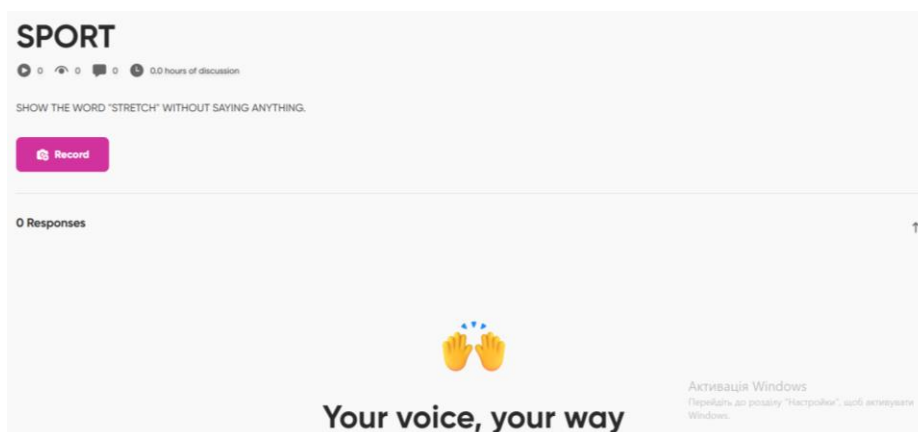 SPORT
0 0 0 0.0 hours of discussion
SHOW THE WORD "STRETCH" WITHOUT SAYING ANYTHING.
Record
0 Responses
Your voice, your way
Активація Windows
Перейдіть до розділу "Настройки", щоб активувати
Windows.